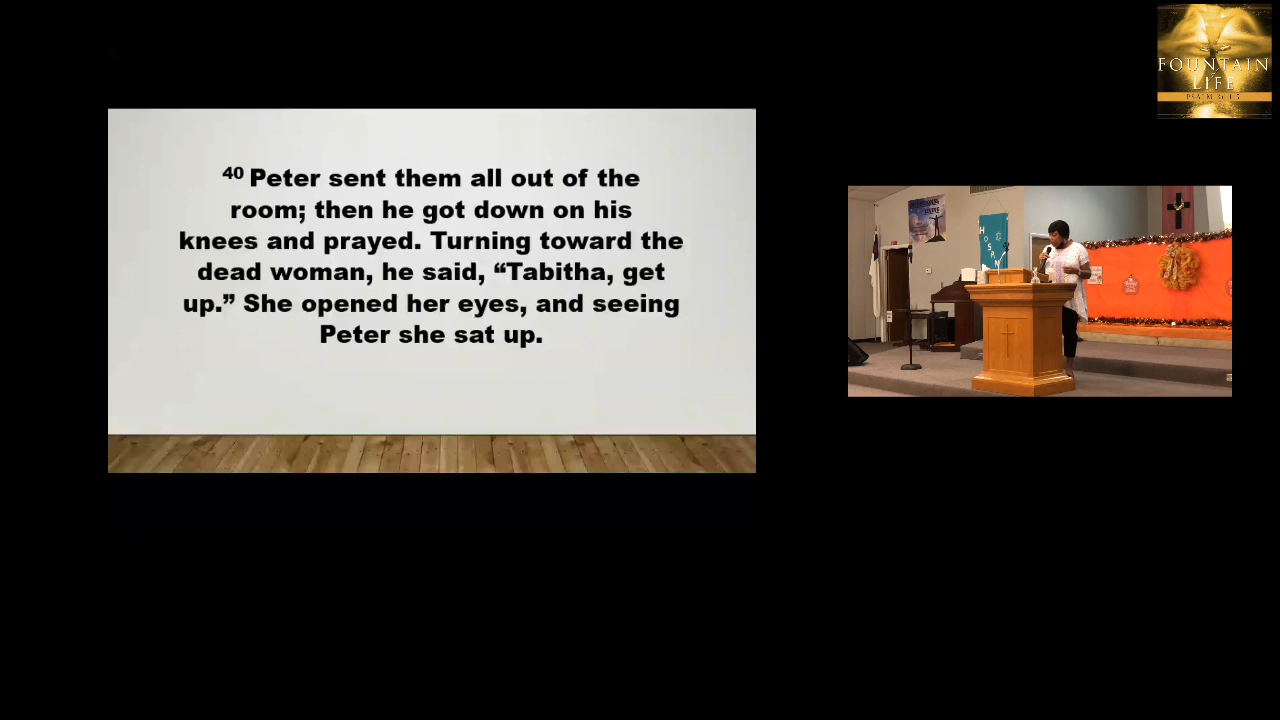 40 Peter sent them all out of the
room; then he got down on his
knees and prayed. Turning toward the
dead woman, he said, “Tabitha, get
up.” She opened her eyes, and seeing
Peter she sat up.
FOUNTAIN
of
LIFE
HOSAN